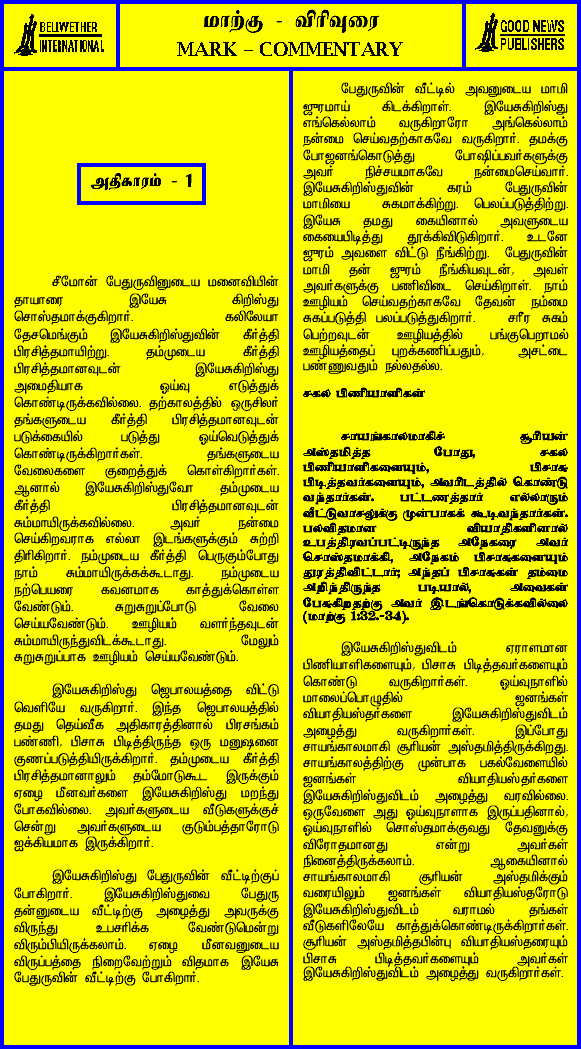 BELLWETHER
INTERNATIONAL
மாற்கு - விரிவுரை
MARK – COMMENTARY
GOOD NEWS
PUBLISHERS
அதிகாரம் - 1
சீமோன் பேதுருவினுடைய மனைவியின்
தாயாரை இயேசு கிறிஸ்து
சொஸ்தமாக்குகிறார். கலிலேயா
தேசமெங்கும் இயேசுகிறிஸ்துவின் கீர்த்தி
பிரசித்தமாயிற்று. தம்முடைய கீர்த்தி
பிரசித்தமானவுடன் இயேசுகிறிஸ்து
அமைதியாக ஓய்வு எடுத்துக்
கொண்டிருக்கவில்லை. தற்காலத்தில் ஒருசிலர்
தங்களுடைய கீர்த்தி பிரசித்தமானவுடன்
படுக்கையில் படுத்து ஓய்வெடுத்துக்
கொண்டிருக்கிறார்கள். தங்களுடைய
வேலைகளை குறைத்துக் கொள்கிறார்கள்.
ஆனால் இயேசுகிறிஸ்துவோ தம்முடைய
கீர்த்தி பிரசித்தமானவுடன்
சும்மாயிருக்கவில்லை. அவர் நன்மை
செய்கிறவராக எல்லா இடங்களுக்கும் சுற்றி
திரிகிறார். நம்முடைய கீர்த்தி பெருகும்போது
நாம் சும்மாயிருக்கக்கூடாது. நம்முடைய
நற்பெயரை கவனமாக காத்துக்கொள்ள
வேண்டும். சுறுசுறுப்போடு வேலை
செய்யவேண்டும். ஊழியம் வளர்ந்தவுடன்
சும்மாயிருந்துவிடக்கூடாது. மேலும்
சுறுசுறுப்பாக ஊழியம் செய்யவேண்டும்.
இயேசுகிறிஸ்து ஜெபாலயத்தை விட்டு
வெளியே வருகிறார். இந்த ஜெபாலயத்தில்
தமது தெய்வீக அதிகாரத்தினால் பிரசங்கம்
பண்ணி, பிசாசு பிடித்திருந்த ஒரு மனுஷனை
குணப்படுத்தியிருக்கிறார். தம்முடைய கீர்த்தி
பிரசித்தமானாலும் தம்மோடுகூட இருக்கும்
ஏழை மீனவர்களை இயேசுகிறிஸ்து மறந்து
போகவில்லை. அவர்களுடைய வீடுகளுக்குச்
சென்று அவர்களுடைய குடும்பத்தாரோடு
ஐக்கியமாக இருக்கிறார்.
இயேசுகிறிஸ்து பேதுருவின் வீட்டிற்குப்
போகிறார். இயேசுகிறிஸ்துவை பேதுரு
தன்னுடைய வீட்டிற்கு அழைத்து அவருக்கு
விருந்து உபசரிக்க வேண்டுமென்று
விரும்பியிருக்கலாம். ஏழை மீனவனுடைய
விருப்பத்தை நிறைவேற்றும் விதமாக இயேசு
பேதுருவின் வீட்டிற்கு போகிறார்.
பேதுருவின் வீட்டில் அவனுடைய மாமி
ஜுரமாய் கிடக்கிறாள். இயேசுகிறிஸ்து
எங்கெல்லாம் வருகிறாரோ அங்கெல்லாம்
நன்மை செய்வதற்காகவே வருகிறார். தமக்கு
போஜனங்கொடுத்து போஷிப்பவர்களுக்கு
அவர் நிச்சயமாகவே நன்மைசெய்வார்.
இயேசுகிறிஸ்துவின் கரம் பேதுருவின்
மாமியை சுகமாக்கிற்று. பெலப்படுத்திற்று.
இயேசு தமது கையினால் அவளுடைய
கையைபிடித்து தூக்கிவிடுகிறார். உடனே
ஜுரம் அவளை விட்டு நீங்கிற்று. பேதுருவின்
மாமி தன் ஜுரம் நீங்கியவுடன், அவள்
அவர்களுக்கு பணிவிடை செய்கிறாள். நாம்
ஊழியம் செய்வதற்காகவே தேவன் நம்மை
சுகப்படுத்தி பலப்படுத்துகிறார். சரீர சுகம்
பெற்றவுடன் ஊழியத்தில் பங்குபெறாமல்
ஊழியத்தைப் புறக்கணிப்பதும், அசட்டை
பண்ணுவதும் நல்லதல்ல.
சகல பிணியாளிகள்
சாயங்காலமாகிச் சூரியன்
அஸ்தமித்த போது, சகல
பிணியாளிகளையும், பிசாசு
பிடித்தவர்களையும், அவரிடத்தில் கொண்டு
வந்தார்கள். பட்டணத்தார் எல்லாரும்
வீட்டுவாசலுக்கு முன்பாகக் கூடிவந்தார்கள்.
பலவிதமான வியாதிகளினால்
உபத்திரவப்பட்டிருந்த அநேகரை அவர்
சொஸ்தமாக்கி, அநேகம் பிசாசுகளையும்
துரத்திவிட்டார்; அந்தப் பிசாசுகள் தம்மை
அறிந்திருந்த படியால், அவைகள்
பேசுகிறதற்கு அவர் இடங்கொடுக்கவில்லை
(மாற்கு 1:32.-34).
இயேசுகிறிஸ்துவிடம் ஏராளமான
பிணியாளிகளையும், பிசாசு பிடித்தவர்களையும்
கொண்டு வருகிறார்கள். ஓய்வுநாளில்
மாலைப்பொழுதில் ஜனங்கள்
வியாதியஸ்தர்களை இயேசுகிறிஸ்துவிடம்
அழைத்து வருகிறார்கள். இப்போது
சாயங்காலமாகி சூரியன் அஸ்தமித்திருக்கிறது.
சாயங்காலத்திற்கு முன்பாக பகல்வேளையில்
ஜனங்கள் வியாதியஸ்தர்களை
இயேசுகிறிஸ்துவிடம் அழைத்து வரவில்லை.
ஒருவேளை அது ஓய்வுநாளாக இருப்பதினால்,
ஓய்வுநாளில் சொஸ்தமாக்குவது தேவனுக்கு
விரோதமானது என்று அவர்கள்
நினைத்திருக்கலாம். ஆகையினால்
சாயங்காலமாகி சூரியன் அஸ்தமிக்கும்
வரையிலும் ஜனங்கள் வியாதியஸ்தரோடு
இயேசுகிறிஸ்துவிடம் வராமல் தங்கள்
வீடுகளிலேயே காத்துக்கொண்டிருக்கிறார்கள்.
சூரியன் அஸ்தமித்தபின்பு வியாதியஸ்தரையும்
பிசாசு பிடித்தவர்களையும் அவர்கள்
இயேசுகிறிஸ்துவிடம் அழைத்து வருகிறார்கள்.